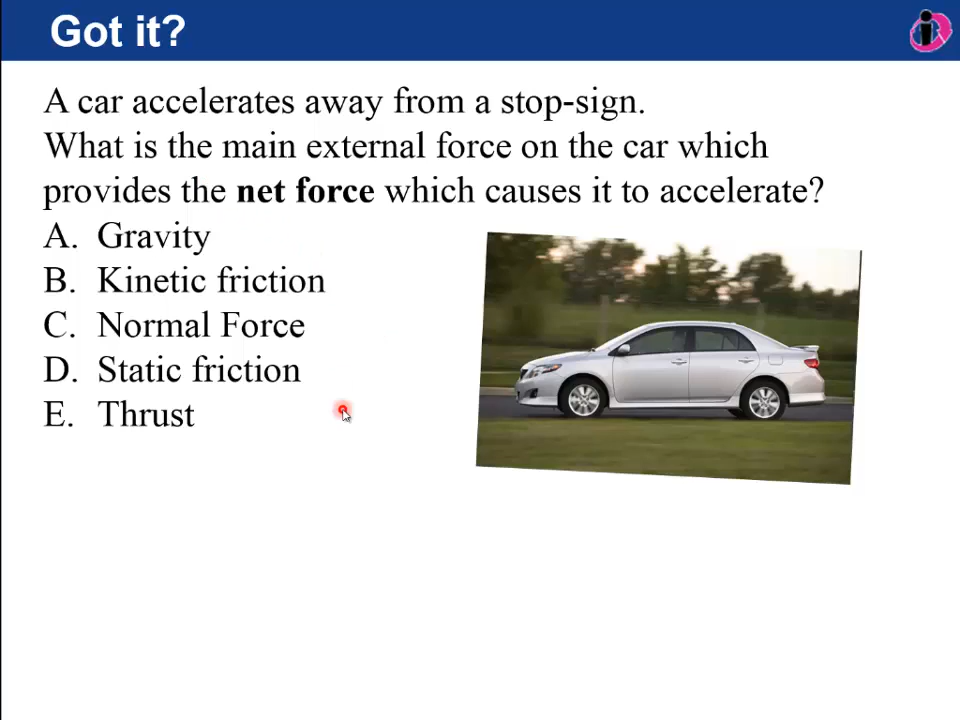 Got it?
A car accelerates away from a stop-sign.
What is the main external force on the car which
provides the net force which causes it to accelerate?
A. Gravity
B. Kinetic friction
C. Normal Force
D. Static friction
E. Thrust